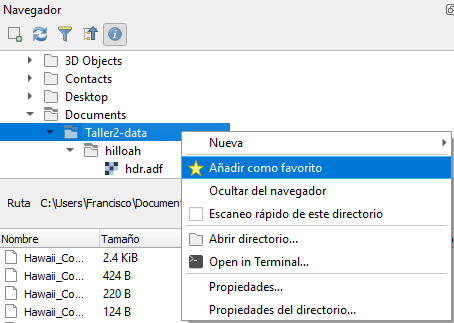 Navegador
3D Objects
Contacts
Desktop
Documents
Taller2-data
hilloah
hdr.adf
Nueva
Añadir como favorito
Ocultar del navegador
Escaneo rápido de este directorio
Abrir directorio...
Open in Terminal...
Propiedades...
Propiedades del directorio...
Ruta C:\Users\Francisco\Documen
Nombre Tamaño
Hawaii_Co... 2.4 KiB
Hawaii_Co... 424 B
Hawaii_Co... 220 B
Hawaii_Co... 124 B